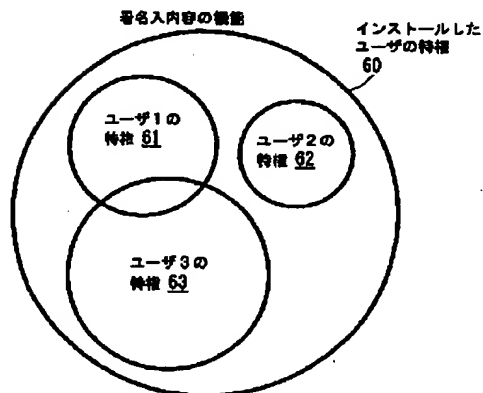 署名入内容の機能
インストールした
ユーザの特権
60
ユーザ1の
特権 61
ユーザ2の
特権 62
ユーザ3の
特権 63